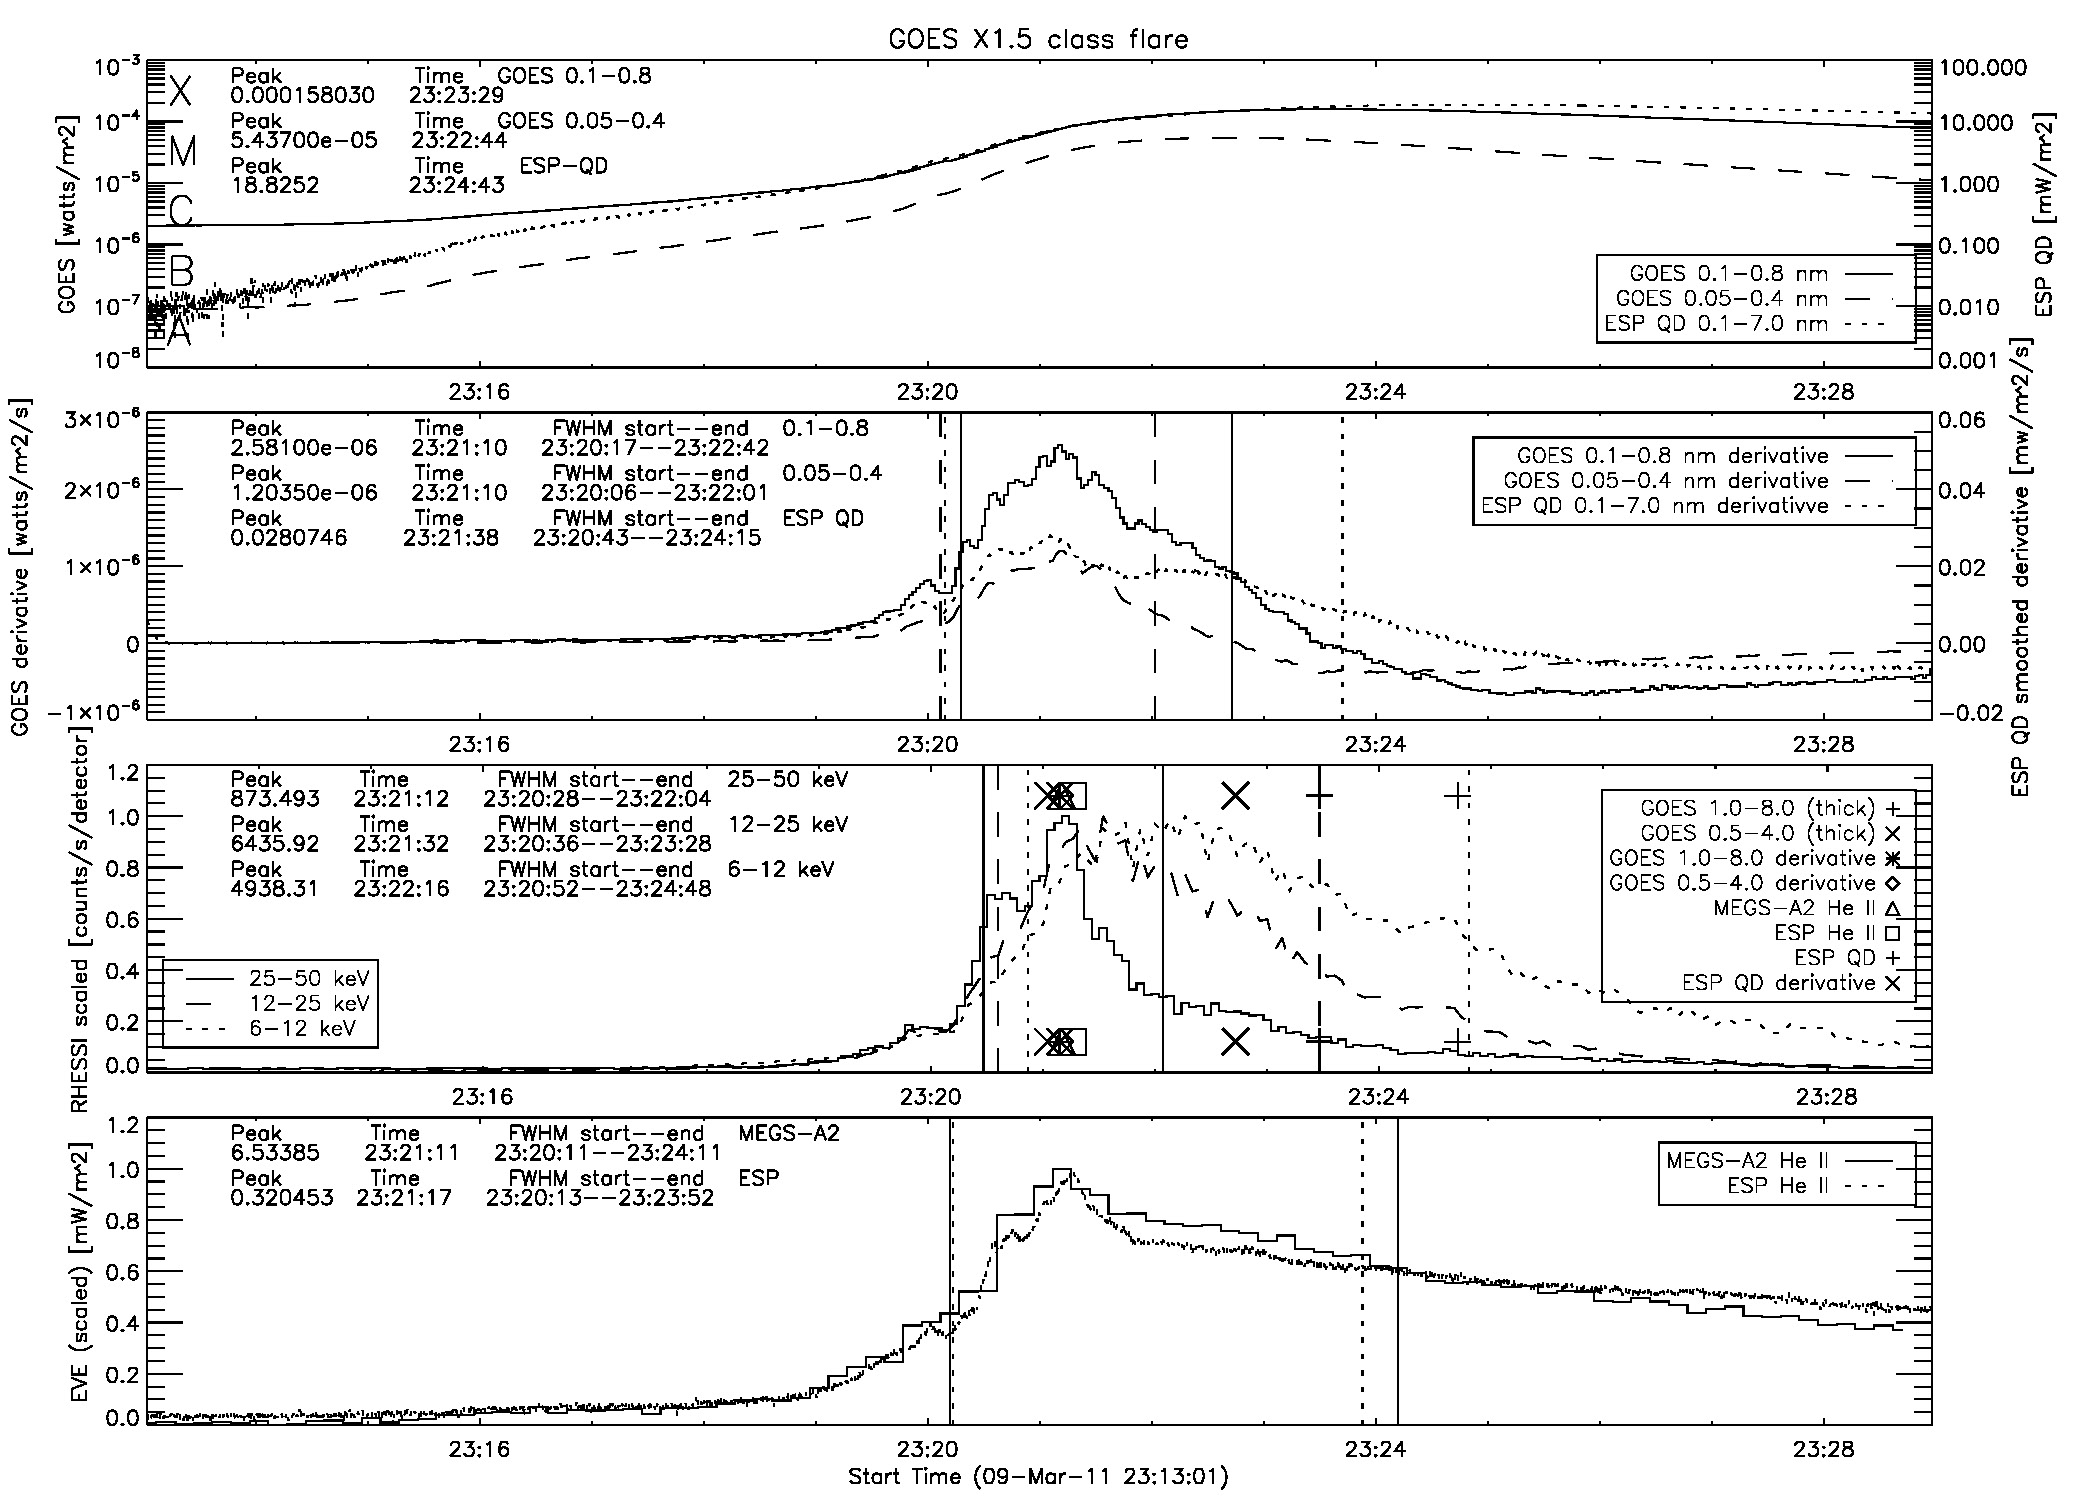 GOES X1.5 class flare
GOES [watts/m^2]
10-3
10-4
10-5
10-6
10-7
10-8
X
M
C
B
A
Peak Time GOES 0.1-0.8
0.000158030 23:23:29
Peak Time GOES 0.05-0.4
5.43700e-05 23:22:44
Peak Time ESP-QD
18.8252 23:24:43
GOES 0.1-0.8 nm
GOES 0.05-0.4 nm
ESP QD 0.1-7.0 nm
100.000
10.000
1.000
0.100
0.010
0.001
ESP QD [mW/m^2]
23:16 23:20 23:24 23:28
GOES derivative [watts/m^2/s]
3×10-6
2×10-6
1×10-6
0
-1×10-6
Peak Time FWHM start--end 0.1-0.8
2.58100e-06 23:21:10 23:20:17--23:22:42
Peak Time FWHM start--end 0.05-0.4
1.20350e-06 23:21:10 23:20:06--23:22:01
Peak Time FWHM start--end ESP QD
0.0280746 23:21:38 23:20:43--23:24:15
GOES 0.1-0.8 nm derivative
GOES 0.05-0.4 nm derivative
ESP QD 0.1-7.0 nm derivativve
0.06
0.04
0.02
0.00
-0.02
ESP QD smoothed derivative [mw/m^2/s]
23:16 23:20 23:24 23:28
RHESSI scaled [counts/s/detector]
1.2
1.0
0.8
0.6
0.4
0.2
0.0
Peak Time FWHM start--end 25-50 keV
873.493 23:21:12 23:20:28--23:22:04
Peak Time FWHM start--end 12-25 keV
6435.92 23:21:32 23:20:36--23:23:28
Peak Time FWHM start--end 6-12 keV
4938.31 23:22:16 23:20:52--23:24:48
25-50 keV
12-25 keV
6-12 keV
GOES 1.0-8.0 (thick)
GOES 0.5-4.0 (thick)
GOES 1.0-8.0 derivative
GOES 0.5-4.0 derivative
MEGS-A2 He II
ESP He II
ESP QD
ESP QD derivative
23:16 23:20 23:24 23:28
EVE (scaled) [mW/m^2]
1.2
1.0
0.8
0.6
0.4
0.2
0.0
Peak Time FWHM start--end MEGS-A2
6.53385 23:21:11 23:20:11--23:24:11
Peak Time FWHM start--end ESP
0.320453 23:21:17 23:20:13--23:23:52
MEGS-A2 He II
ESP He II
23:16 23:20 23:24 23:28
Start Time (09-Mar-11 23:13:01)